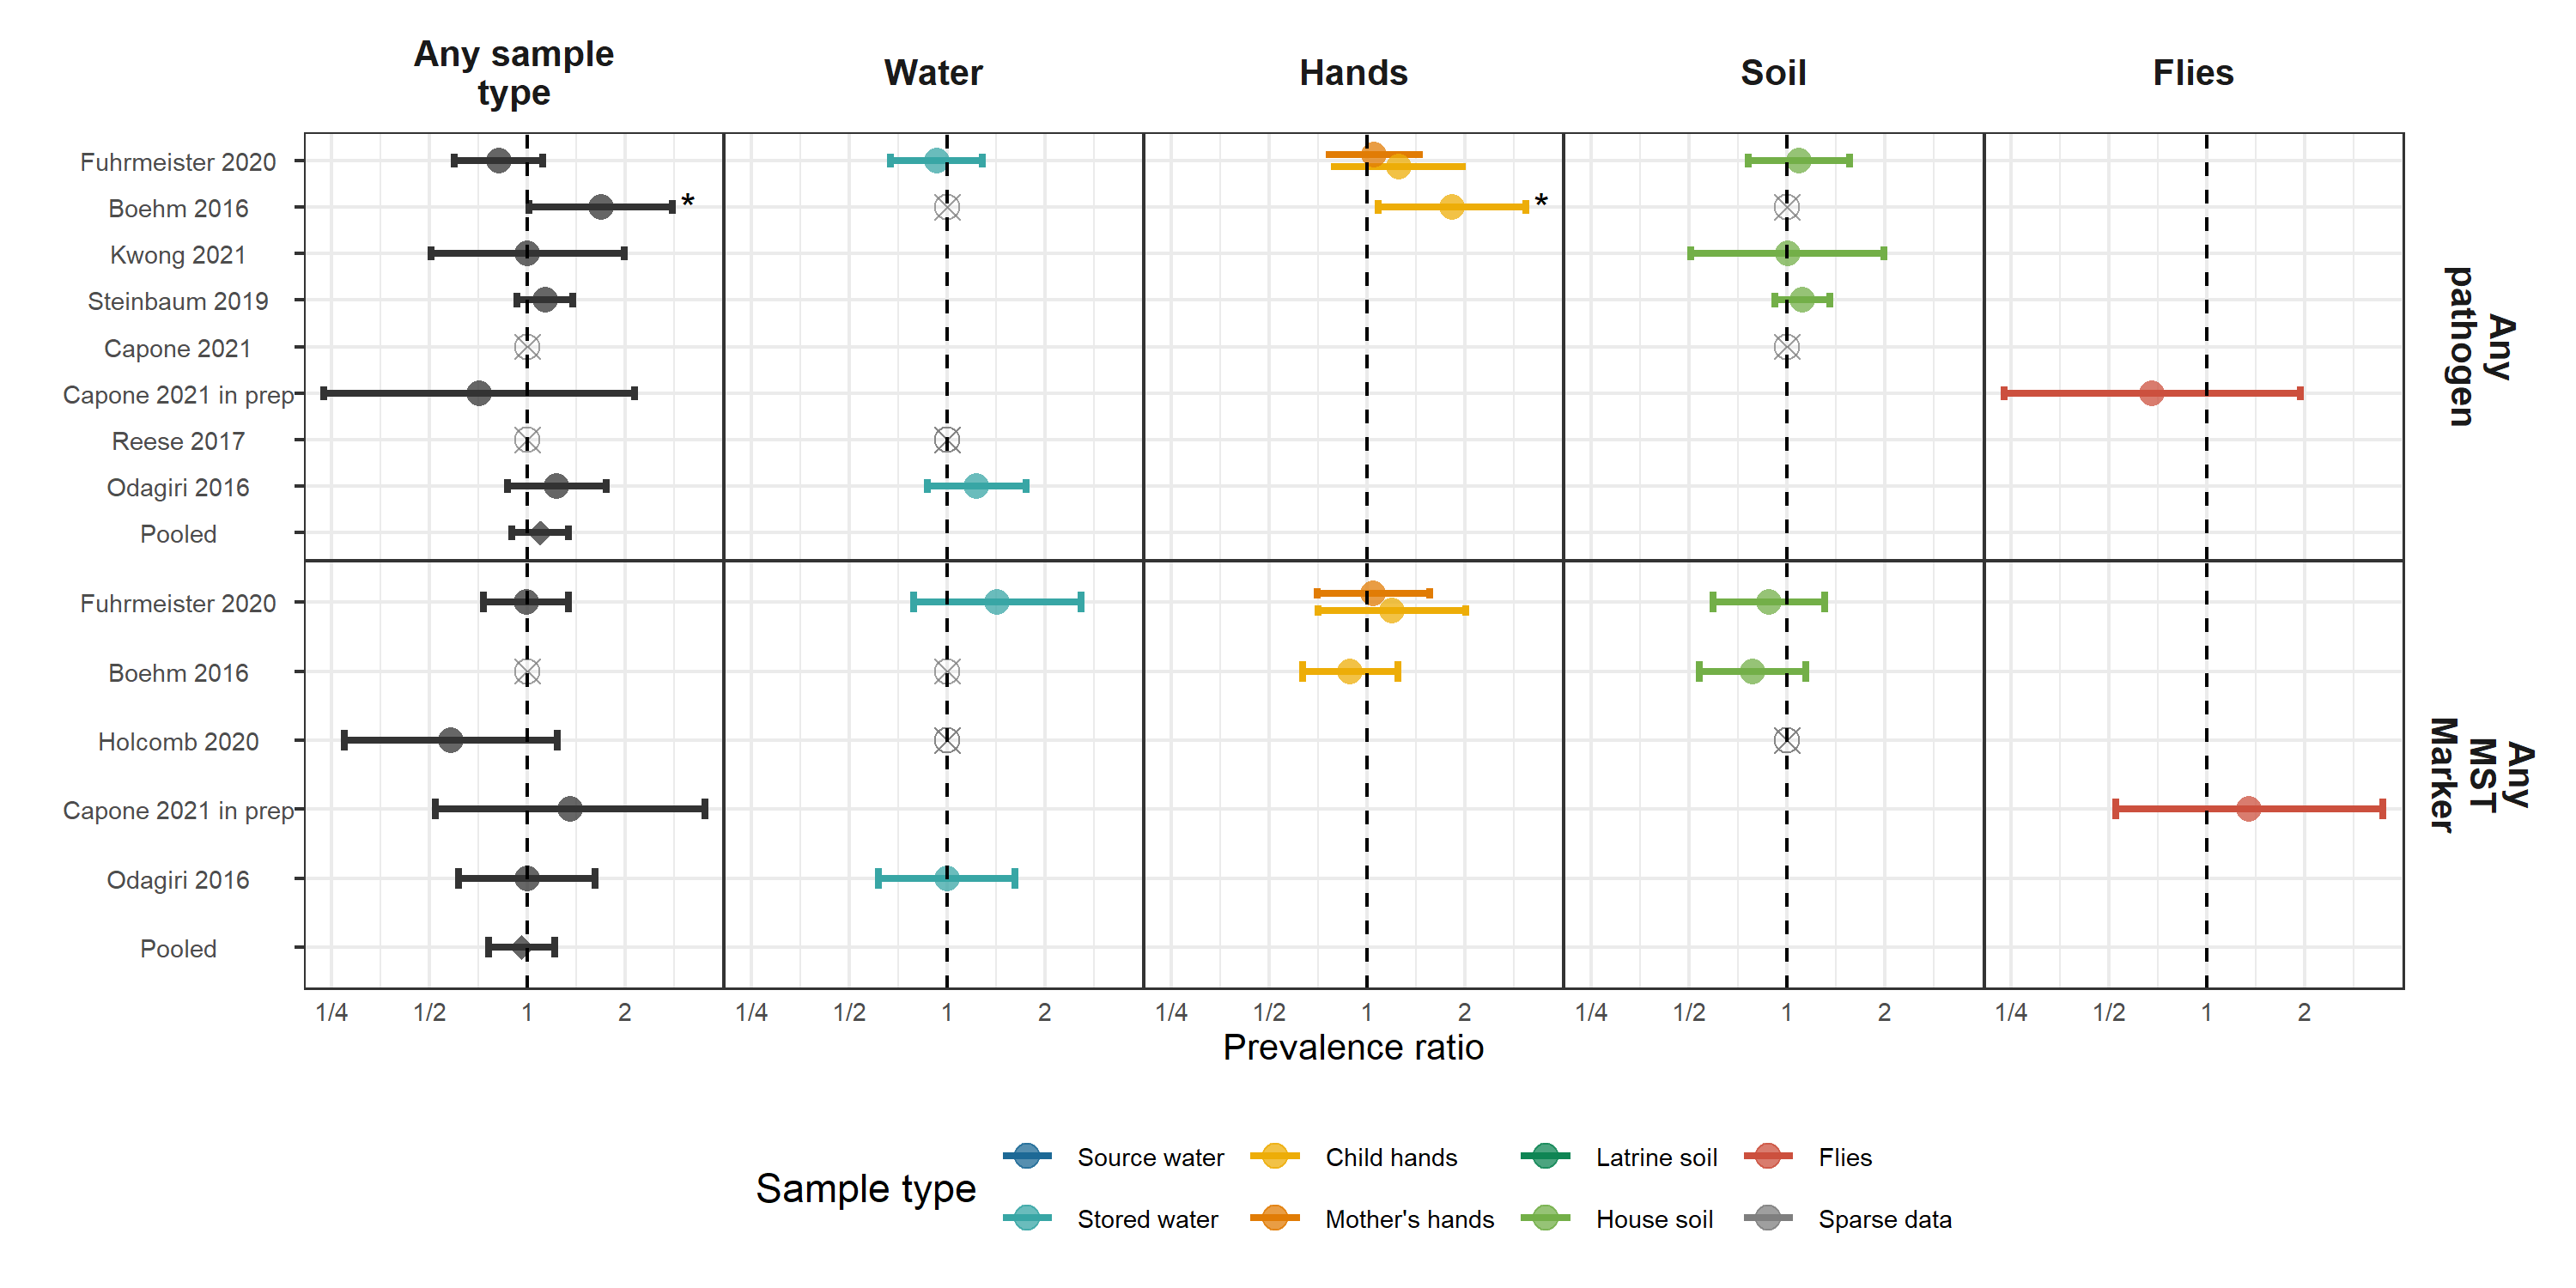 Any sample
type
Water
Hands
Soil
Flies
Fuhrmeister 2020
*
Boehm 2016
*
Kwong 2021
Steinbaum 2019
Capone 2021
Capone 2021 in prep
Reese 2017
Odagiri 2016
Pooled
Any
pathogen
Fuhrmeister 2020
Boehm 2016
Holcomb 2020
Capone 2021 in prep
Odagiri 2016
Pooled
Any
MST
Marker
1/4 1/2 1 2 1/4 1/2 1 2 1/4 1/2 1 2 1/4 1/2 1 2 1/4 1/2 1 2
Prevalence ratio
Sample type
Source water Child hands Latrine soil Flies
Stored water Mother's hands House soil Sparse data